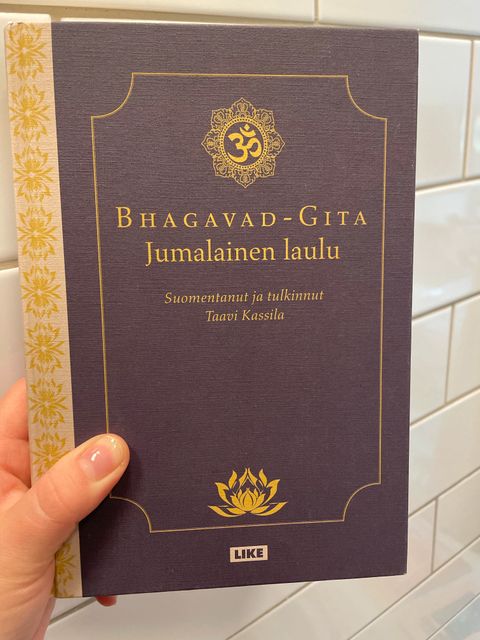 ॐ
BHAGAVAD-GITA
Jumalainen laulu
Suomentanut ja tulkinnut
Taavi Kassila
LIKE